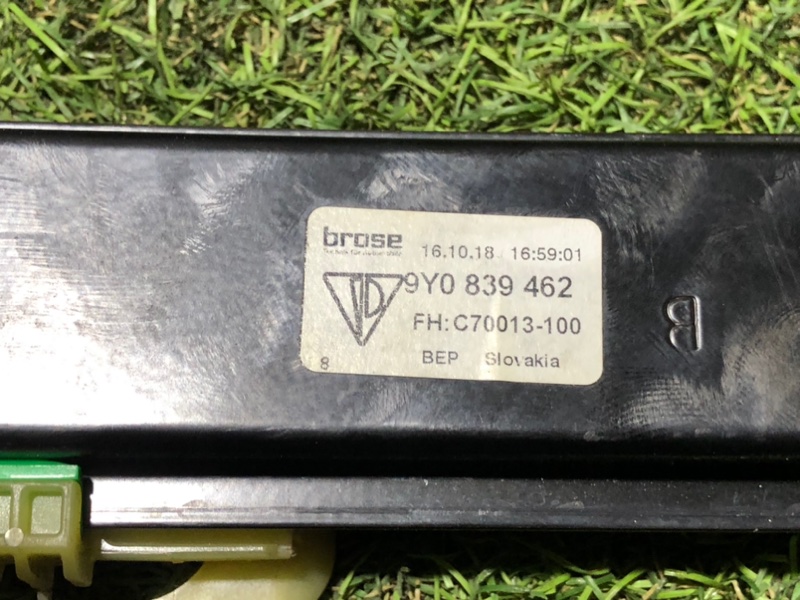 brose 16.10.18 16:59:01
9Y0 839 462
FH:C70013-100
8 BEP Slovakia
B